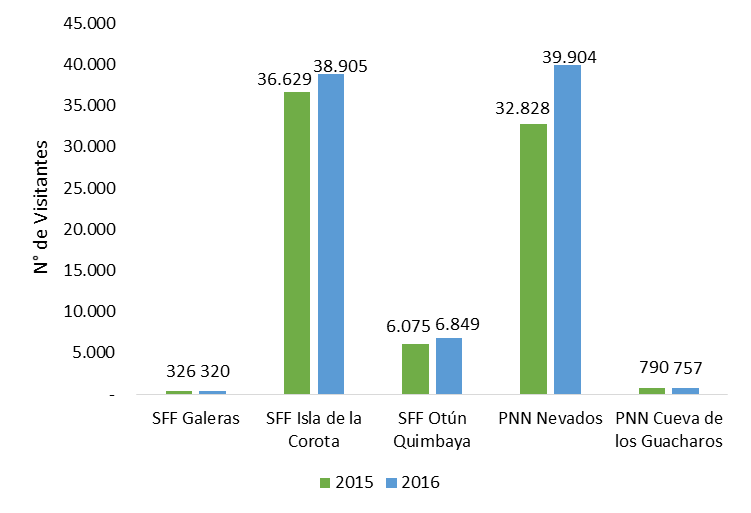 45.000
40.000
35.000
30.000
25.000
20.000
15.000
10.000
5.000
-
N° de Visitantes
326 320
36.629 38.905
6.075 6.849
32.828 39.904
790 757
SFF Galeras
SFF Isla de la
Corota
SFF Otún
Quimbaya
PNN Nevados
PNN Cueva de
los Guacharos
2015 2016